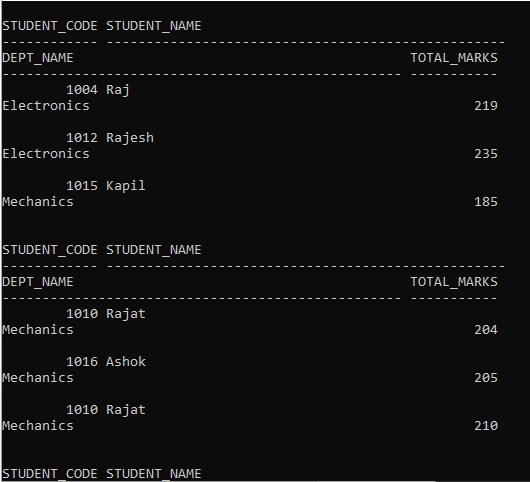 STUDENT_CODE STUDENT_NAME
------------ --------------------------------------------------
DEPT_NAME                                          TOTAL_MARKS
-------------------------------------------------- -----------
        1004 Raj
Electronics                                                219
        1012 Rajesh
Electronics                                                235
        1015 Kapil
Mechanics                                                  185
STUDENT_CODE STUDENT_NAME
------------ --------------------------------------------------
DEPT_NAME                                          TOTAL_MARKS
-------------------------------------------------- -----------
        1010 Rajat
Mechanics                                                  204
        1016 Ashok
Mechanics                                                  205
        1010 Rajat
Mechanics                                                  210
STUDENT_CODE STUDENT_NAME